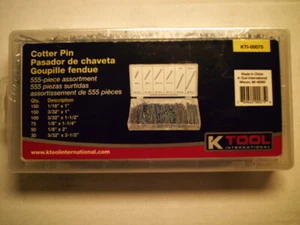 Cotter Pin
Pasador de chaveta
Goupille fendue
555-piece assortment
555 piezas surtidas
assortissement de 555 pièces
Qty. Description
150 1/16" x 1"
150 3/32" x 1"
100 3/32" x 1-1/2"
75 1/8" x 1-1/4"
50 1/8" x 2"
30 3/32" x 2-1/2"
www.ktoolinternational.com
KTI-00075
Made in China
K-Tool International
Wixom, MI 48393
K TOOL
INTERNATIONAL